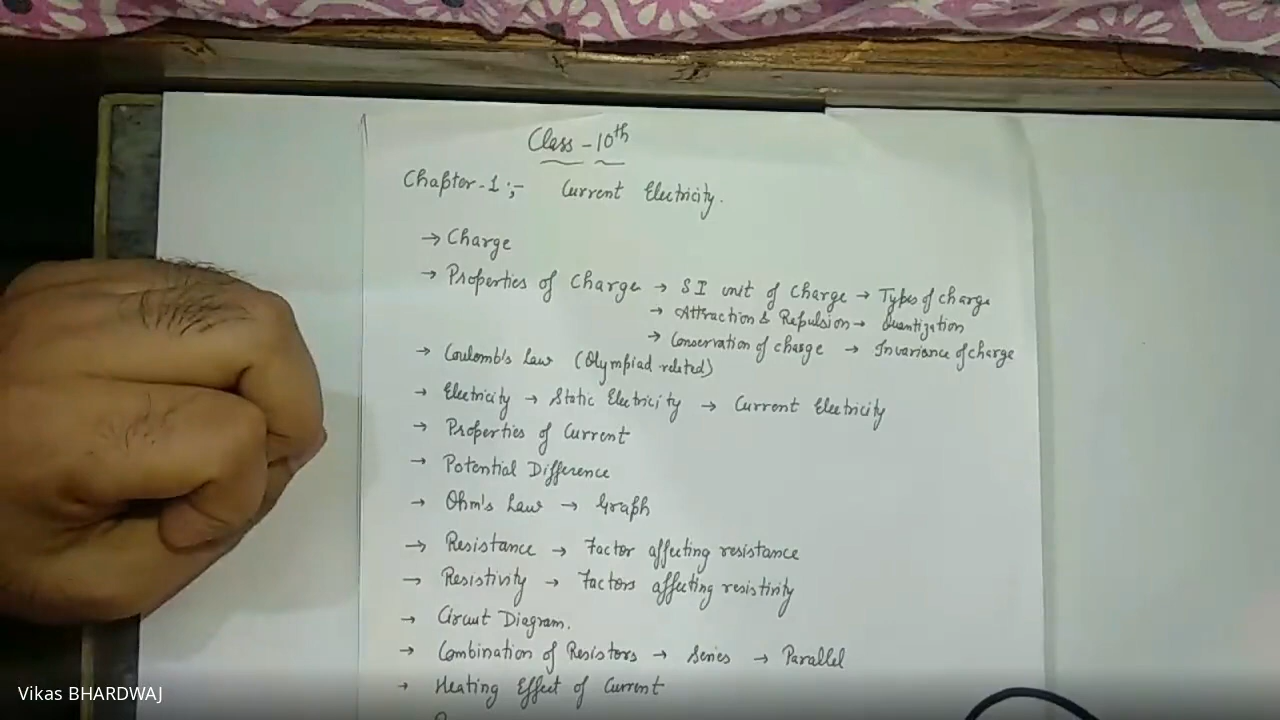 Class - 10th
Chapter-1 :- Current Electricity.
→ Charge
→ Properties of Charge → SI unit of Charge → Types of charge
→ Attraction & Repulsion → Quantization
→ Conservation of charge → Invariance of charge
→ Coulomb's Law (Olympiad related)
→ Electricity → Static Electricity → Current Electricity
→ Properties of Current
→ Potential Difference
→ Ohm's Law → Graph
→ Resistance → Factor affecting resistance
→ Resistivity → Factors affecting resistivity
→ Circuit Diagram.
→ Combination of Resistors → Series → Parallel
→ Heating Effect of Current
Vikas BHARDWAJ